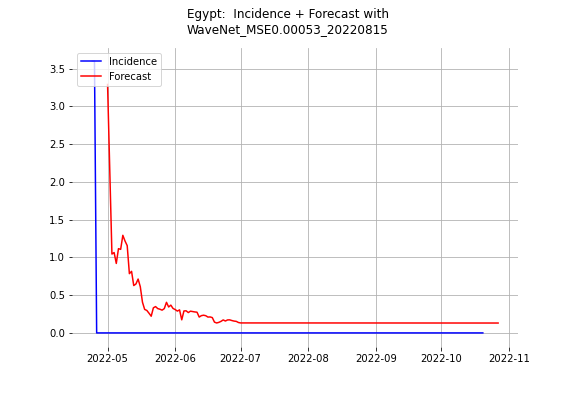 Egypt:  Incidence + Forecast with
WaveNet_MSE0.00053_20220815
Incidence
Forecast
3.5
3.0
2.5
2.0
1.5
1.0
0.5
0.0
2022-05 2022-06 2022-07 2022-08 2022-09 2022-10 2022-11